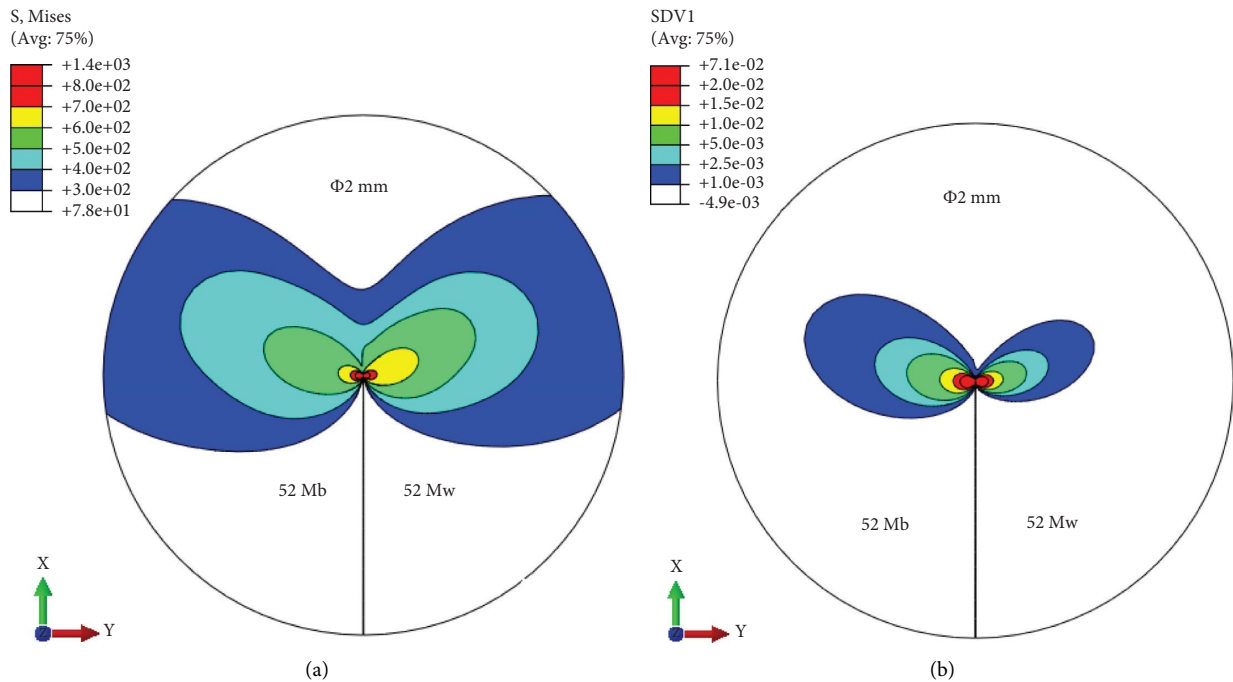 S, Mises
(Avg: 75%)
+1.4e+03
+8.0e+02
+7.0e+02
+6.0e+02
+5.0e+02
+4.0e+02
+3.0e+02
+7.8e+01
Φ2 mm
52 Mb
52 Mw
X
Z
Y
(a)
SDV1
(Avg: 75%)
+7.1e-02
+2.0e-02
+1.5e-02
+1.0e-02
+5.0e-03
+2.5e-03
+1.0e-03
-4.9e-03
Φ2 mm
52 Mb
52 Mw
X
Z
Y
(b)